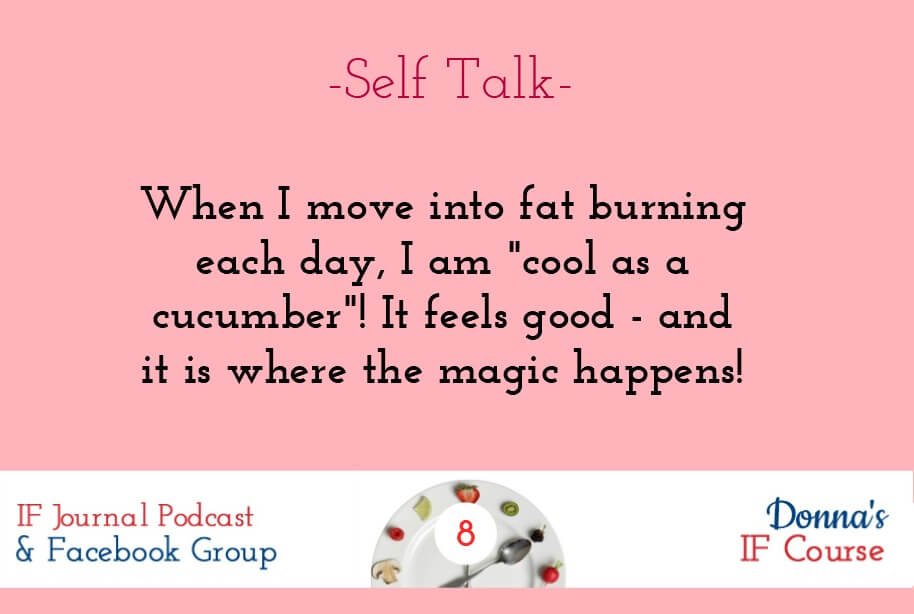 -Self Talk-
When I move into fat burning
each day, I am "cool as a
cucumber"! It feels good - and
it is where the magic happens!
IF Journal Podcast
& Facebook Group
8
Donna's
IF Course